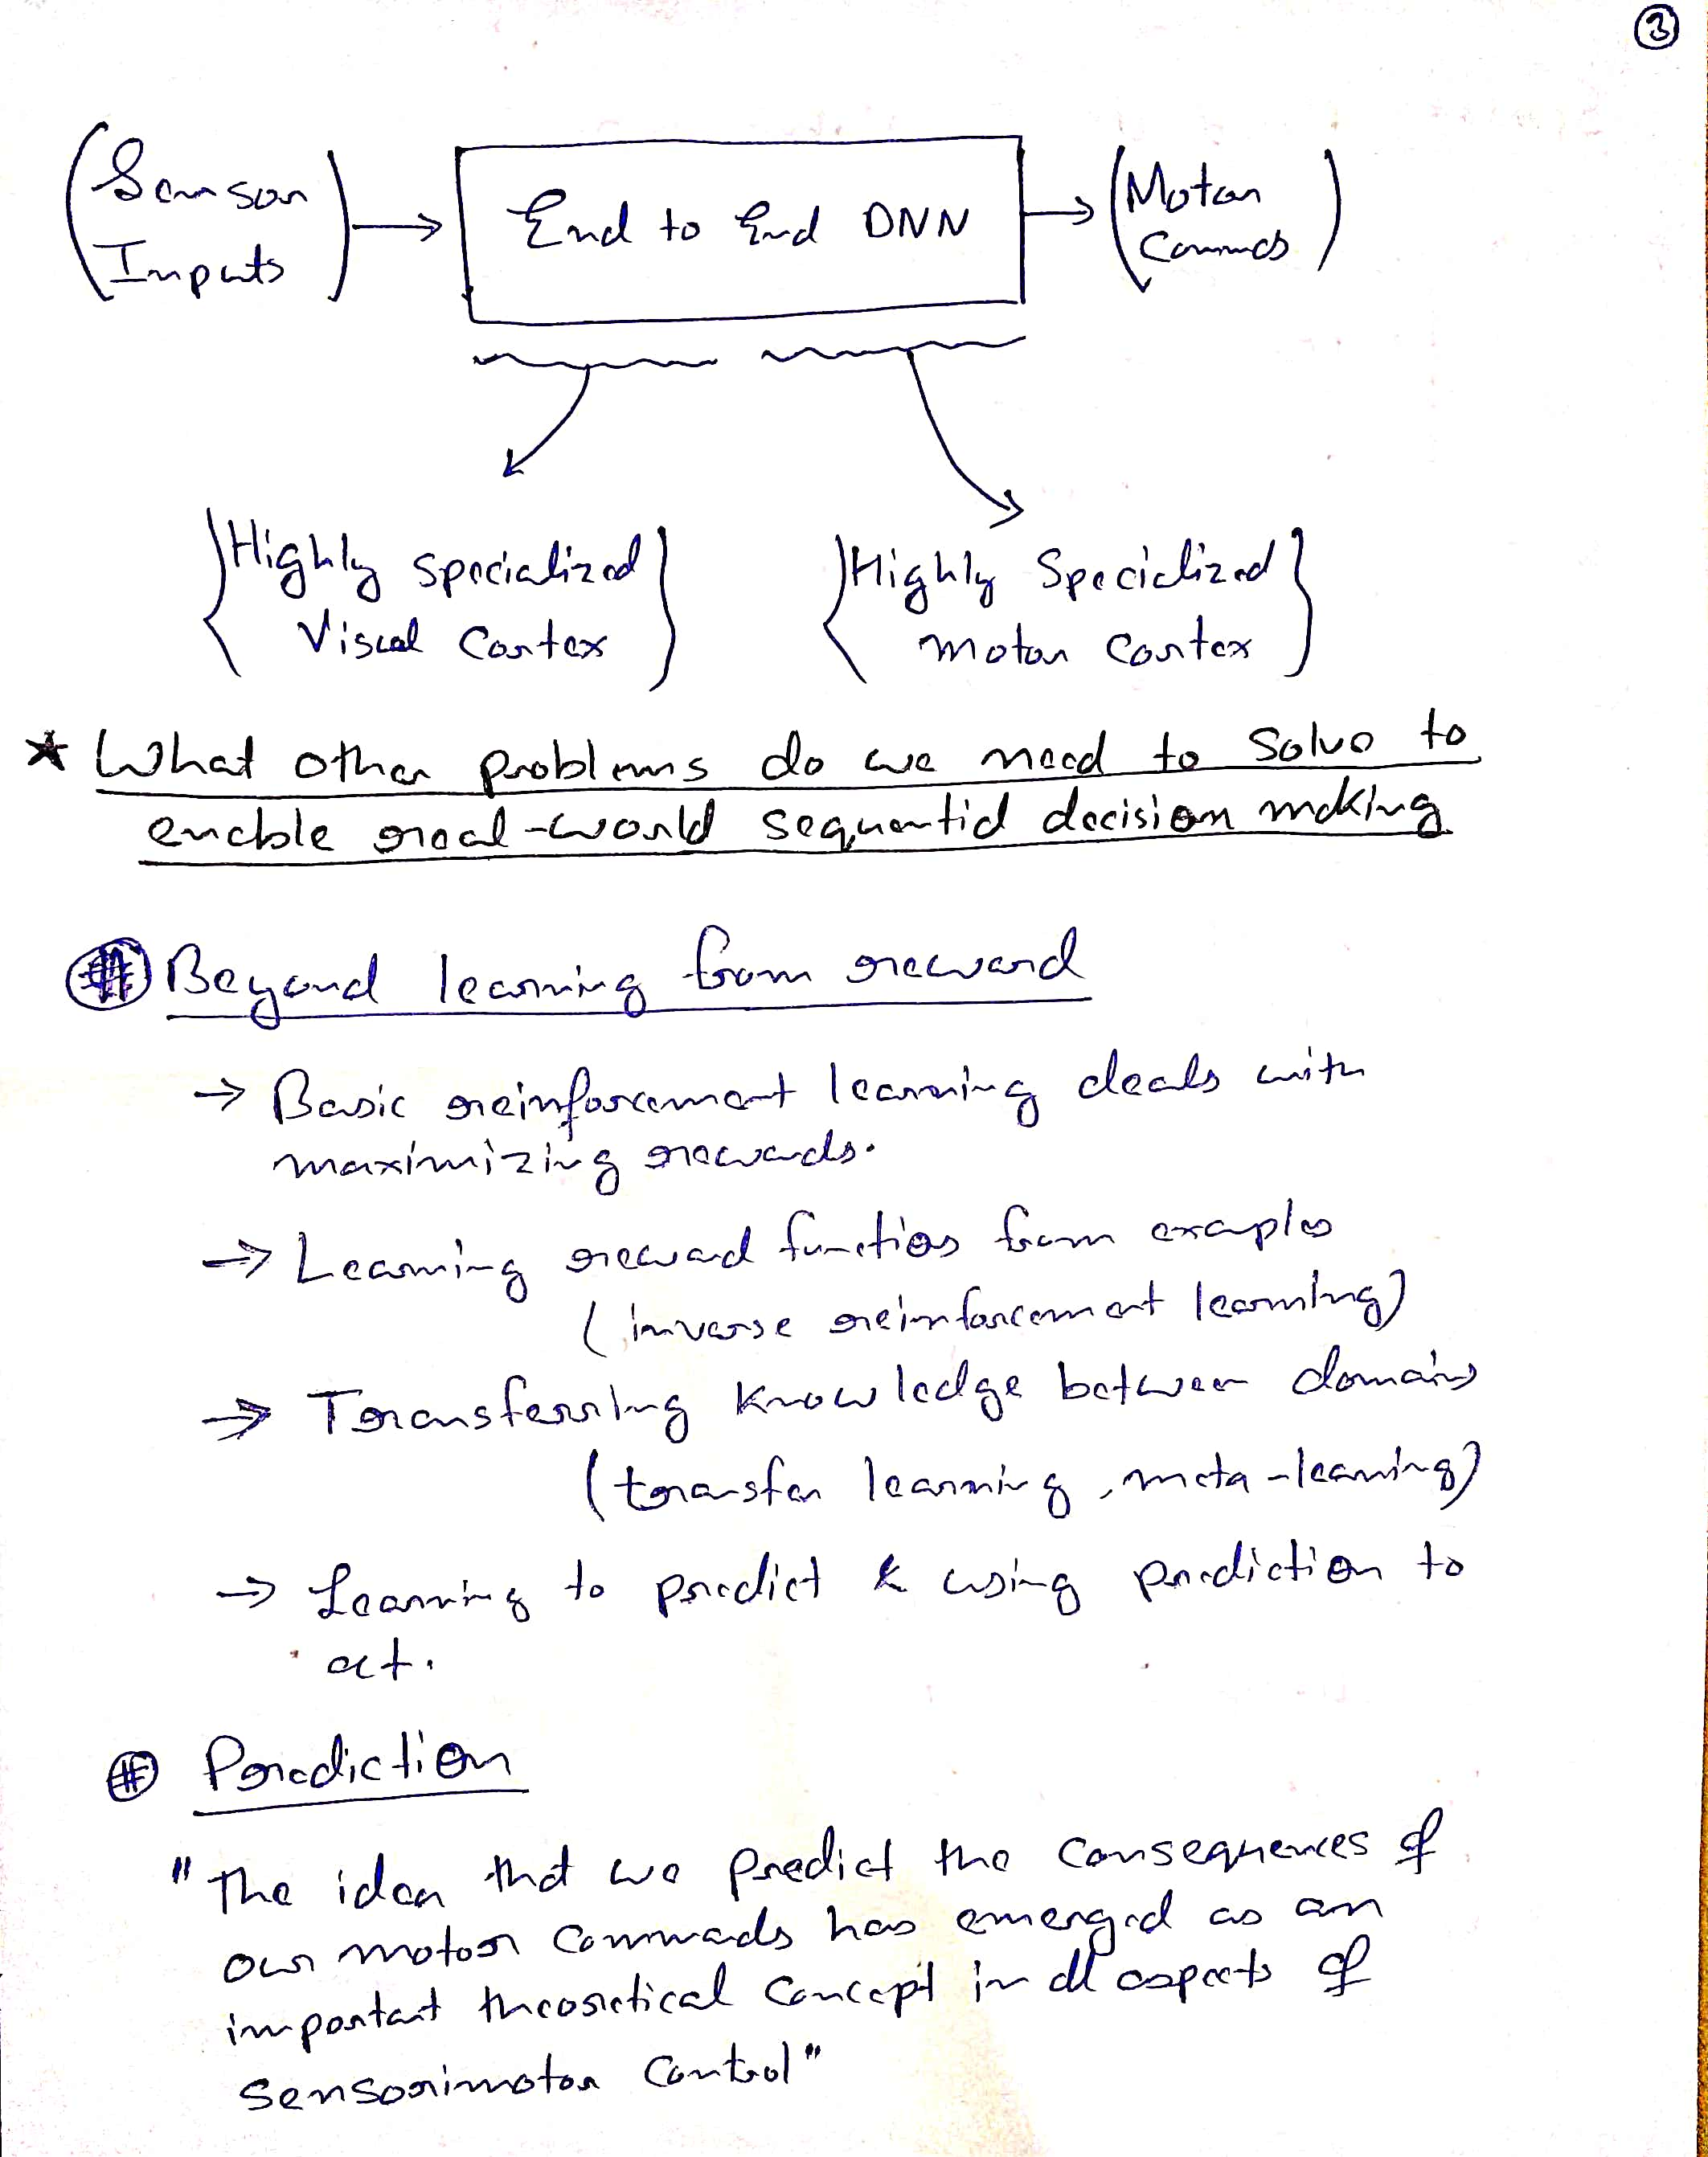 3
Sensor
Inputs
End to End DNN
Motor
Commds
Highly specialized
Visual Cortex
Highly Specialized
motor cortex
* What other problems do we need to solve to
enable real-world sequential decision making
# Beyond learning from reward
→ Basic reinforcement learning deals with
maximizing rewards.
→ Learning reward functions from examples
(inverse reinforcement learning)
→ Transferring knowledge between domains
(transfer learning, meta-learning)
→ Learning to predict & using prediction to
act.
# Prediction
"The idea that we predict the consequences of
our motor commads has emerged as an
important theoretical concept in all aspects of
sensorimotor control"